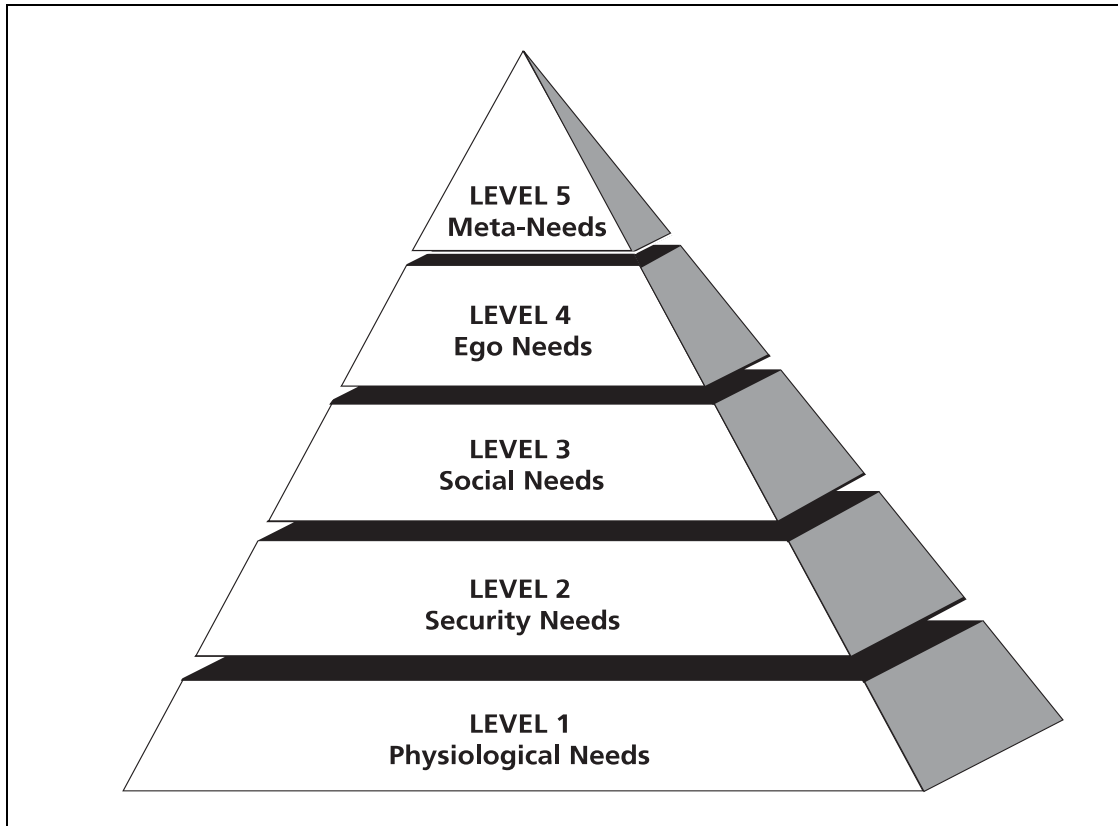 LEVEL 5
Meta-Needs
LEVEL 4
Ego Needs
LEVEL 3
Social Needs
LEVEL 2
Security Needs
LEVEL 1
Physiological Needs